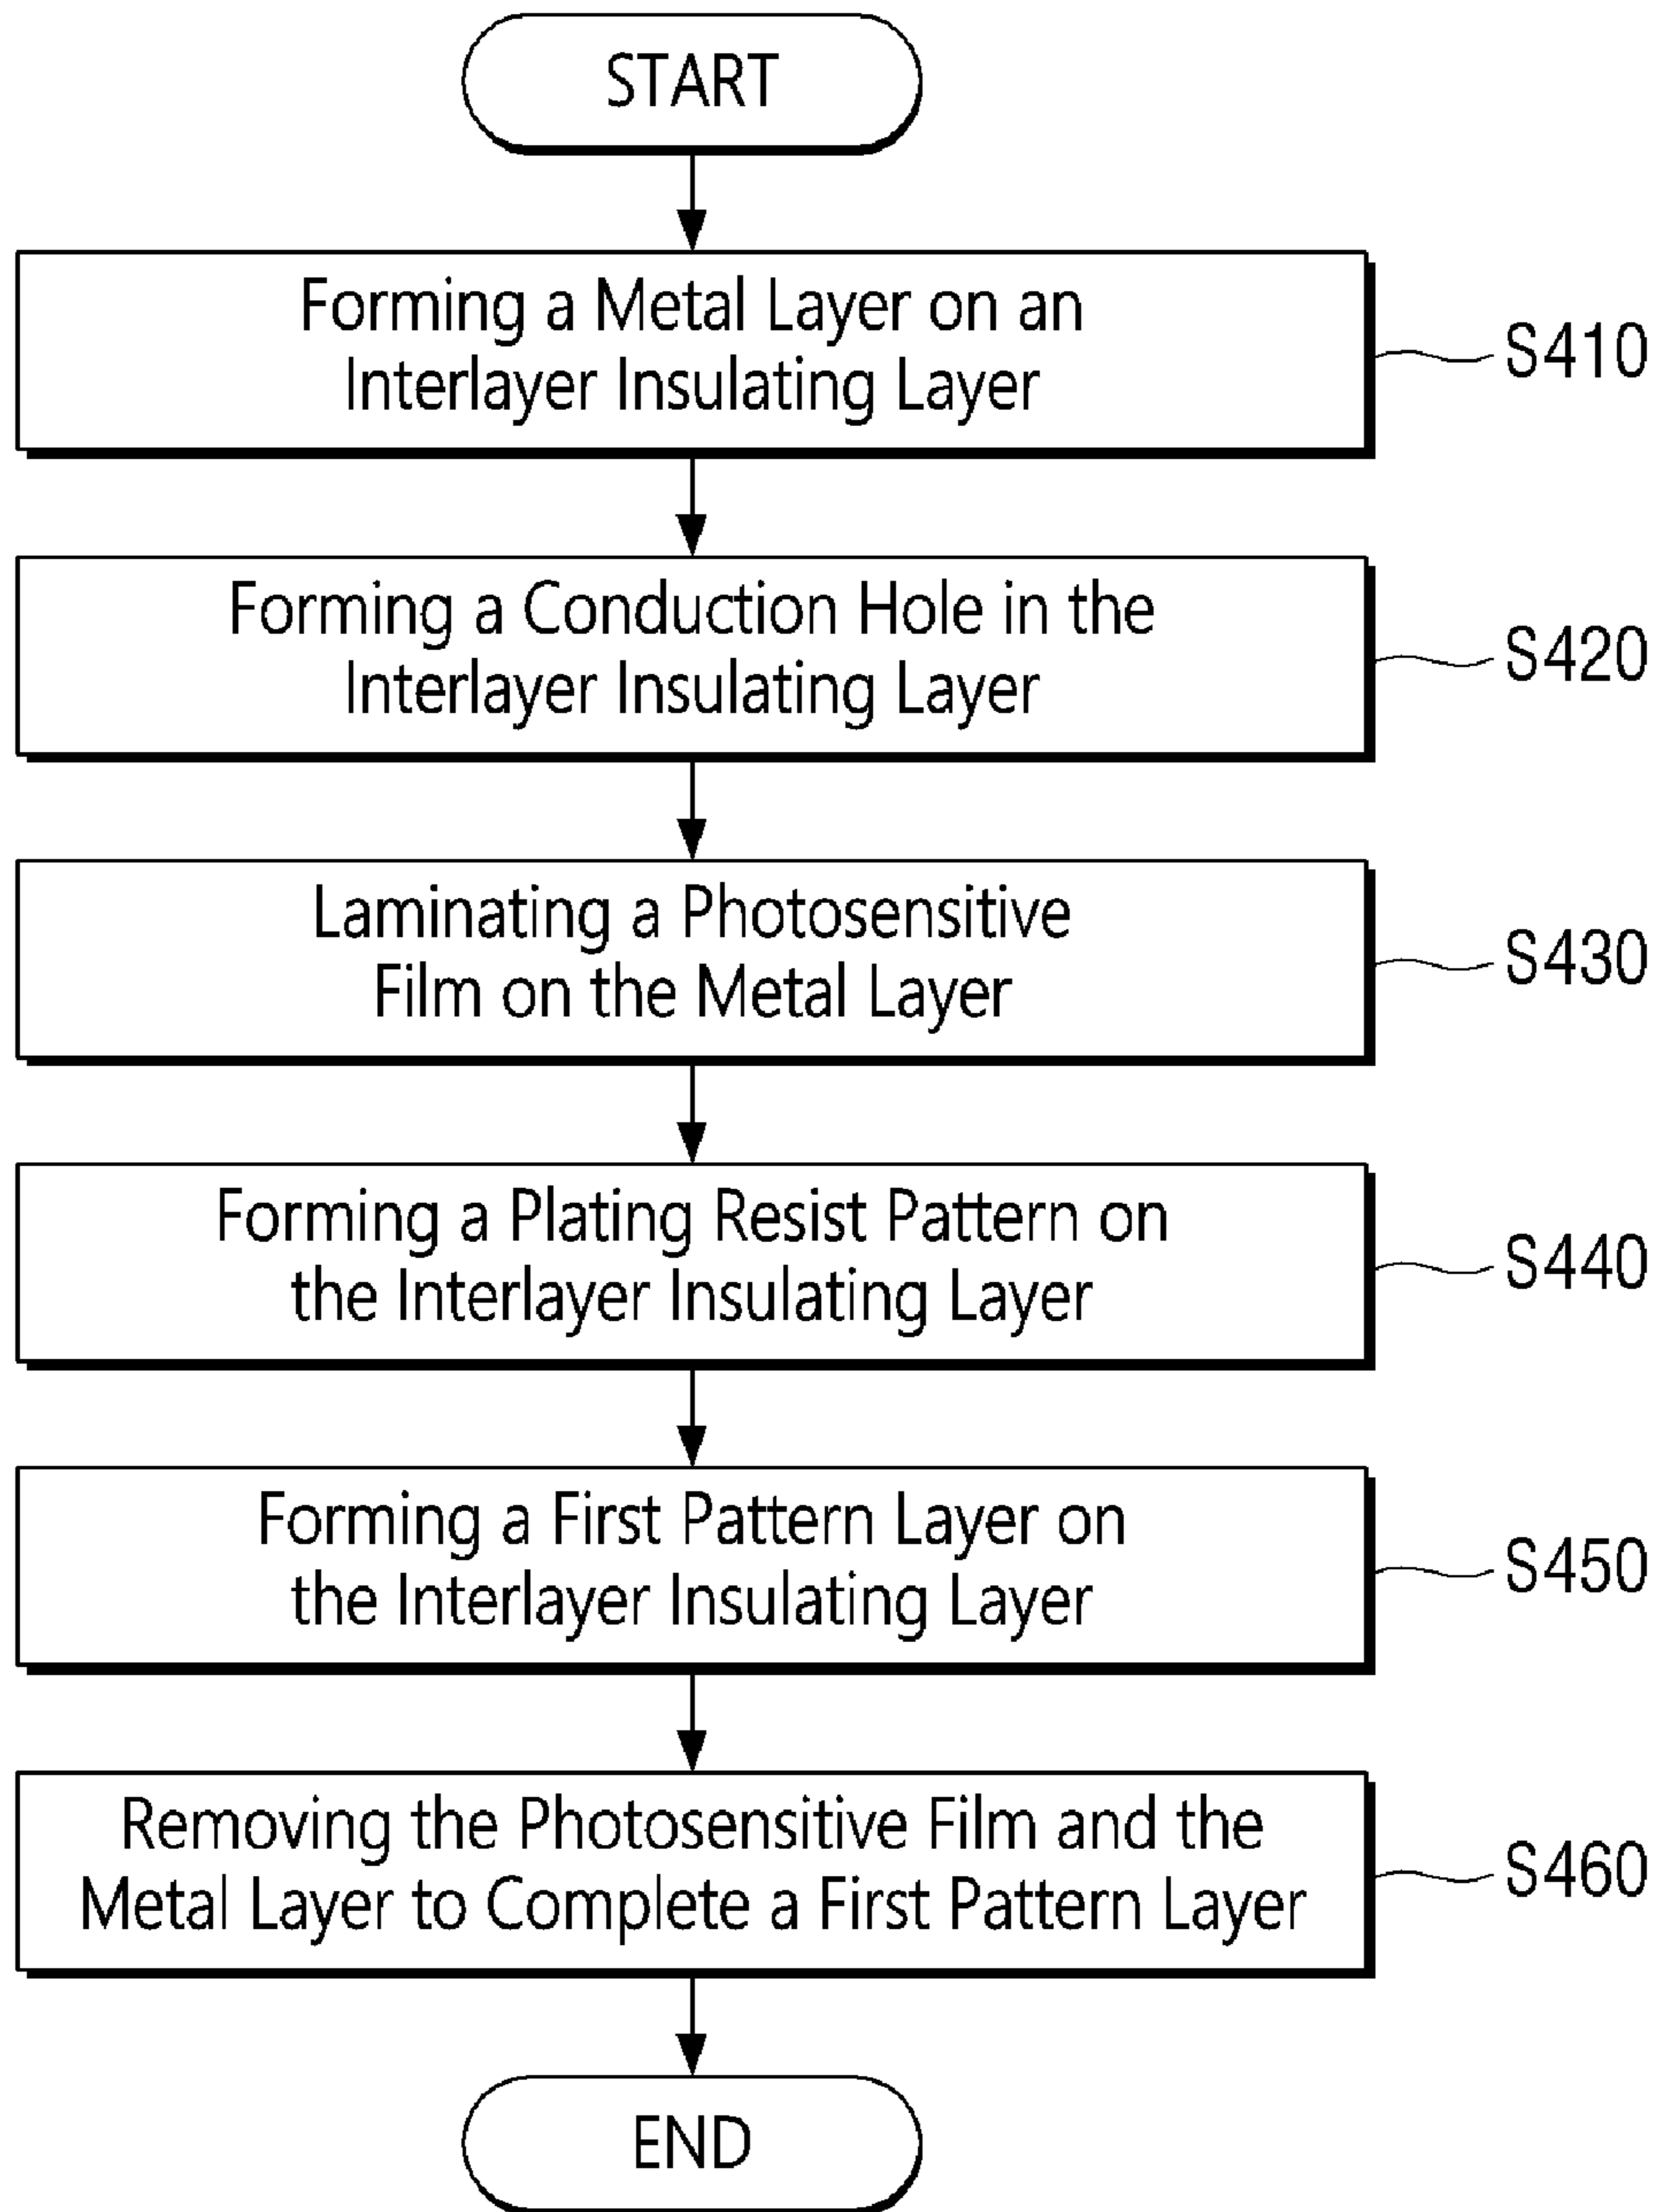 START
Forming a Metal Layer on an
Interlayer Insulating Layer
S410
Forming a Conduction Hole in the
Interlayer Insulating Layer
S420
Laminating a Photosensitive
Film on the Metal Layer
S430
Forming a Plating Resist Pattern on
the Interlayer Insulating Layer
S440
Forming a First Pattern Layer on
the Interlayer Insulating Layer
S450
Removing the Photosensitive Film and the
Metal Layer to Complete a First Pattern Layer
S460
END